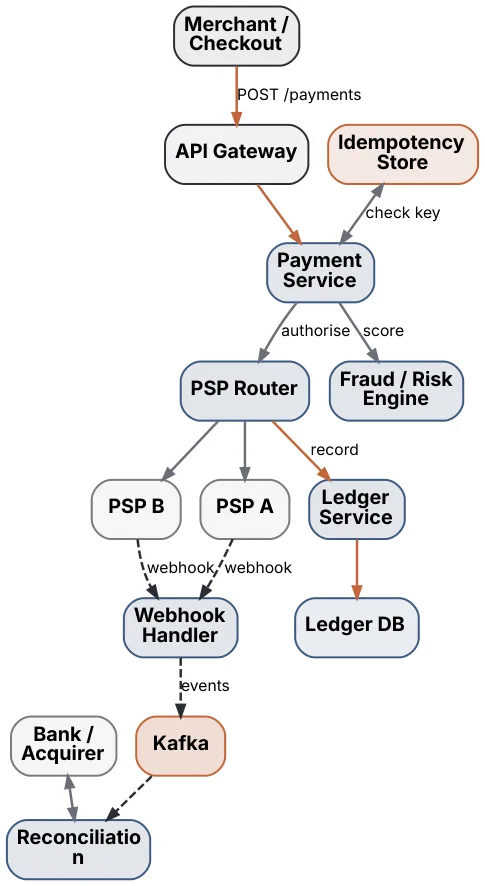 Merchant /
Checkout
POST /payments
API Gateway
Idempotency
Store
check key
Payment
Service
authorise
score
PSP Router
Fraud / Risk
Engine
record
PSP B
PSP A
Ledger
Service
webhook
webhook
Webhook
Handler
Ledger DB
events
Bank /
Acquirer
Kafka
Reconciliatio
n